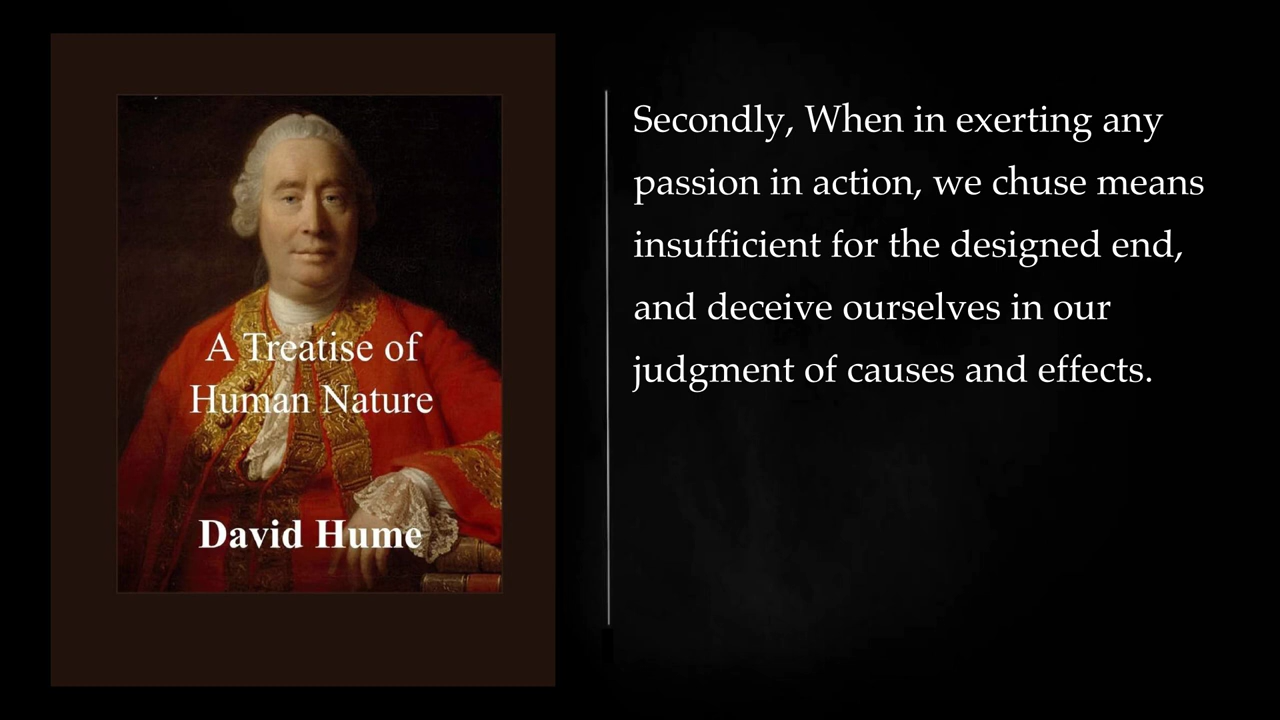 A Treatise of
Human Nature
David Hume
Secondly, When in exerting any
passion in action, we chuse means
insufficient for the designed end,
and deceive ourselves in our
judgment of causes and effects.